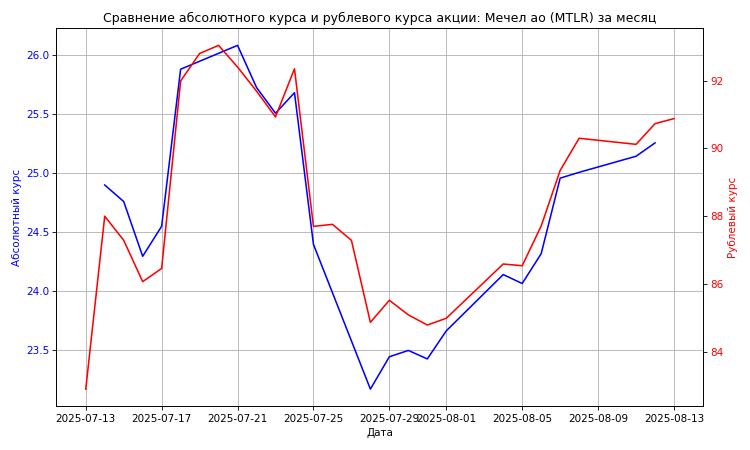 Сравнение абсолютного курса и рублевого курса акции: Мечел ао (MTLR) за месяц
26.0
25.5
25.0
24.5
24.0
23.5
Абсолютный курс
92
90
88
86
84
Рублевый курс
2025-07-13 2025-07-17 2025-07-21 2025-07-25 2025-07-29 2025-08-01 2025-08-05 2025-08-09 2025-08-13
Дата